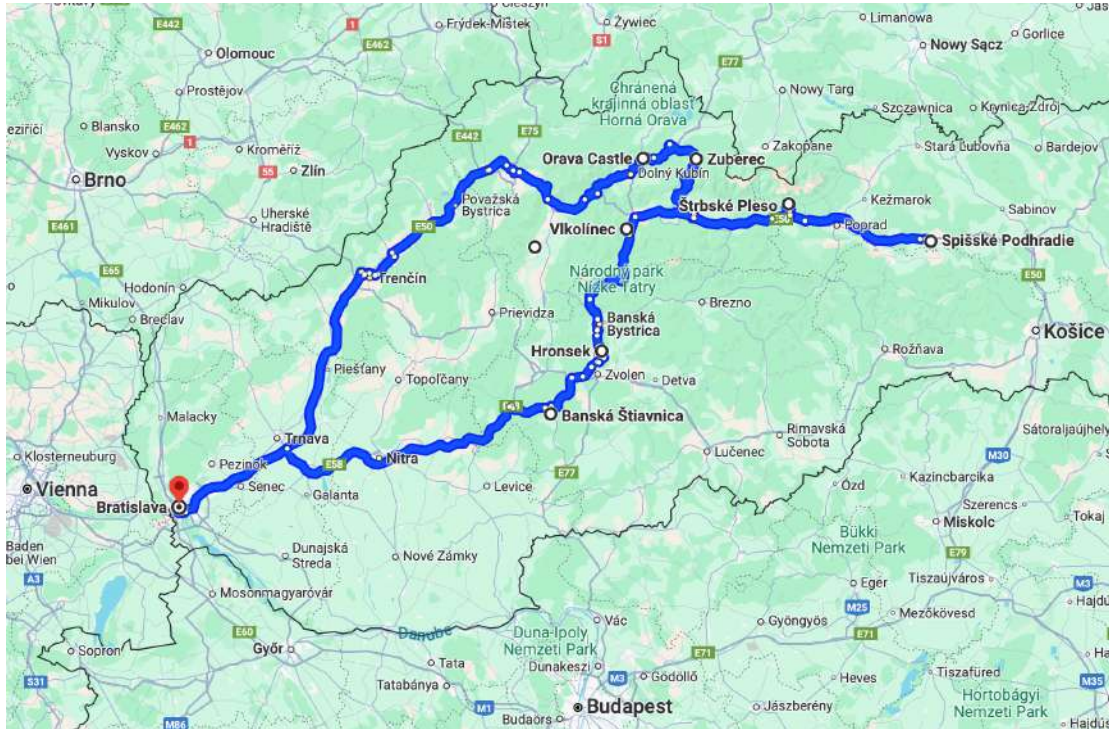 E442
Cieszyn
Frýdek-Místek
1
E462
S1
Żywiec
Limanowa
Gorlice
Olomouc
E77
Nowy Sącz
Prostějov
Chránená
krajinná oblast
Horná Orava
Nowy Targ
Szczawnica
Krynica-Zdrój
Blansko
E462
1
Vyskov
Kroměříž
S5
Zlín
E442
E75
Orava Castle
Zuberec
Zakopane
Stará Ľubovňa
Bardejov
Brno
Dolný Kubín
Považská
Bystrica
Štrbské Pleso
Kežmarok
Sabinov
Uherské
Hradiště
E461
E50
Vlkolínec
Poprad
Spišské Podhradie
E65
Trenčín
Národný park
Nízke Tatry
E50
Hodonín
Mikulov
Breclav
Prievidza
Brezno
Banská
Bystrica
Košice
Hronsek
Rožňava
Piešťany
Topoľčany
Zvolen
Detva
Malacky
Banská Štiavnica
Rimavská
Sobota
Sátoraljaújhely
Trnava
Klosterneuburg
Pezinok
E58
Nitra
Lučenec
M30
Vienna
Senec
Galanta
E77
Levice
Kazincbarcika
Bratislava
Ózd
Szerencs
Miskolc
Tokaj
Baden
bei Wien
Dunajská
Streda
Nové Zámky
Bükki
Nemzeti Park
E79
A3
Mosonmagyaróvár
Eger
Tiszaújváros
M3
M25
Vác
Gyöngyös
Mezőkövesd
Sopron
E60
Danube
Duna-Ipoly
Nemzeti Park
E71
E71
Győr
Tata
Dunakeszi
S31
Tatabánya
M3
Gödöllő
Heves
Tiszafüred
M35
M1
Budapest
Jászberény
Hortobágyi
Nemzeti Park
M86
Budaörs